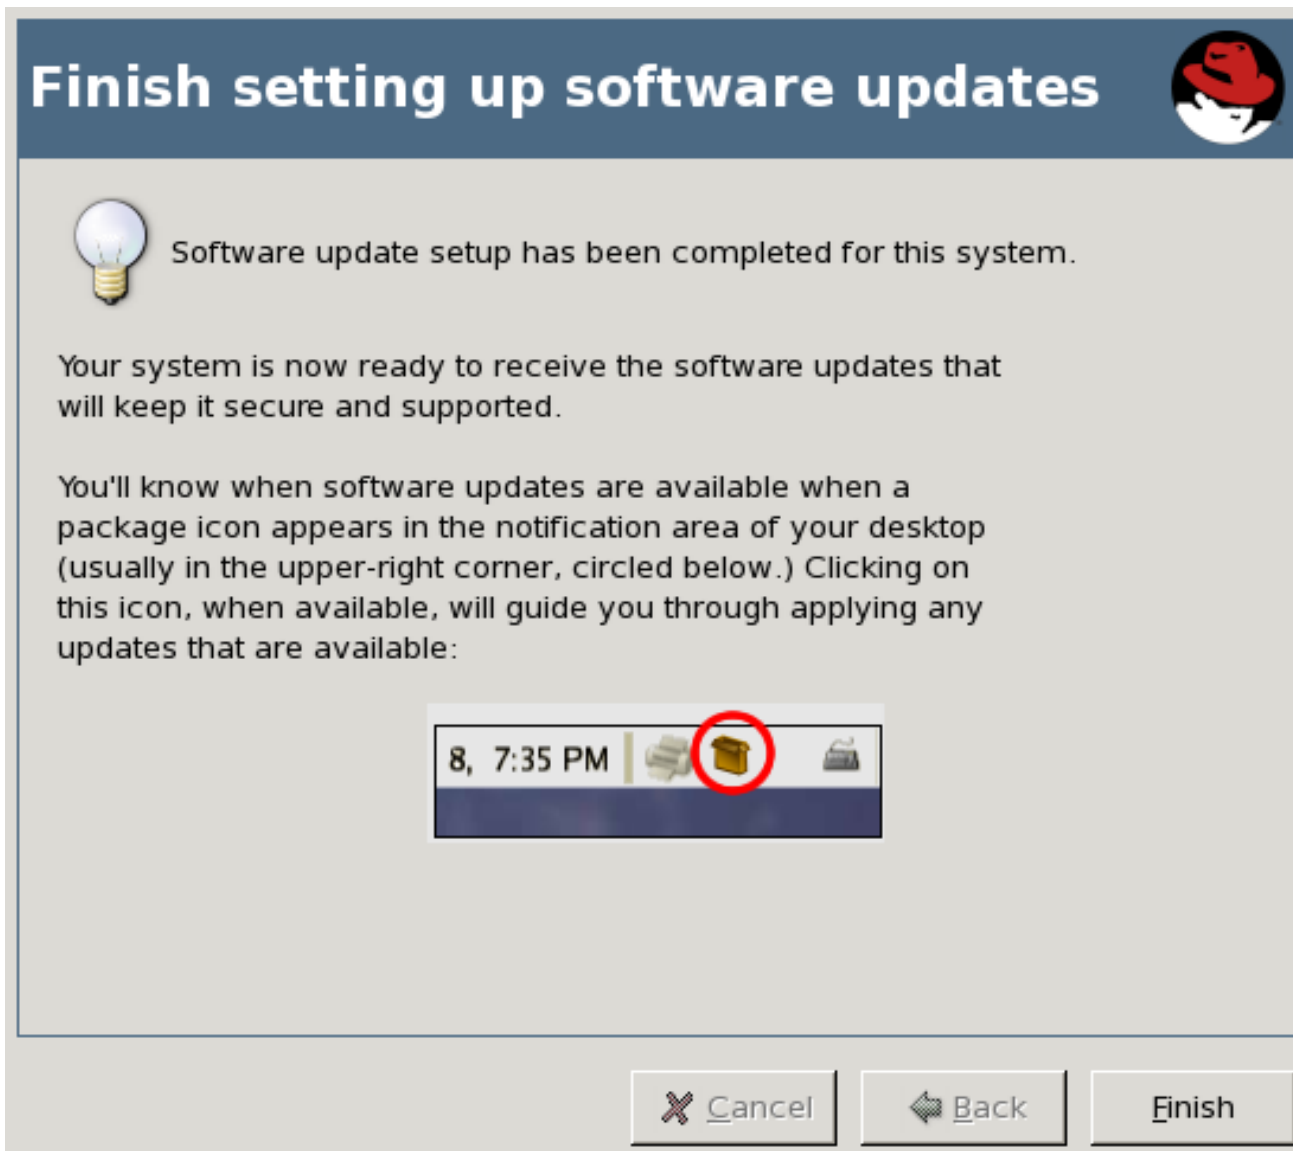 Finish setting up software updates
Software update setup has been completed for this system.
Your system is now ready to receive the software updates that
will keep it secure and supported.
You'll know when software updates are available when a
package icon appears in the notification area of your desktop
(usually in the upper-right corner, circled below.) Clicking on
this icon, when available, will guide you through applying any
updates that are available:
8, 7:35 PM
Cancel
Back
Finish